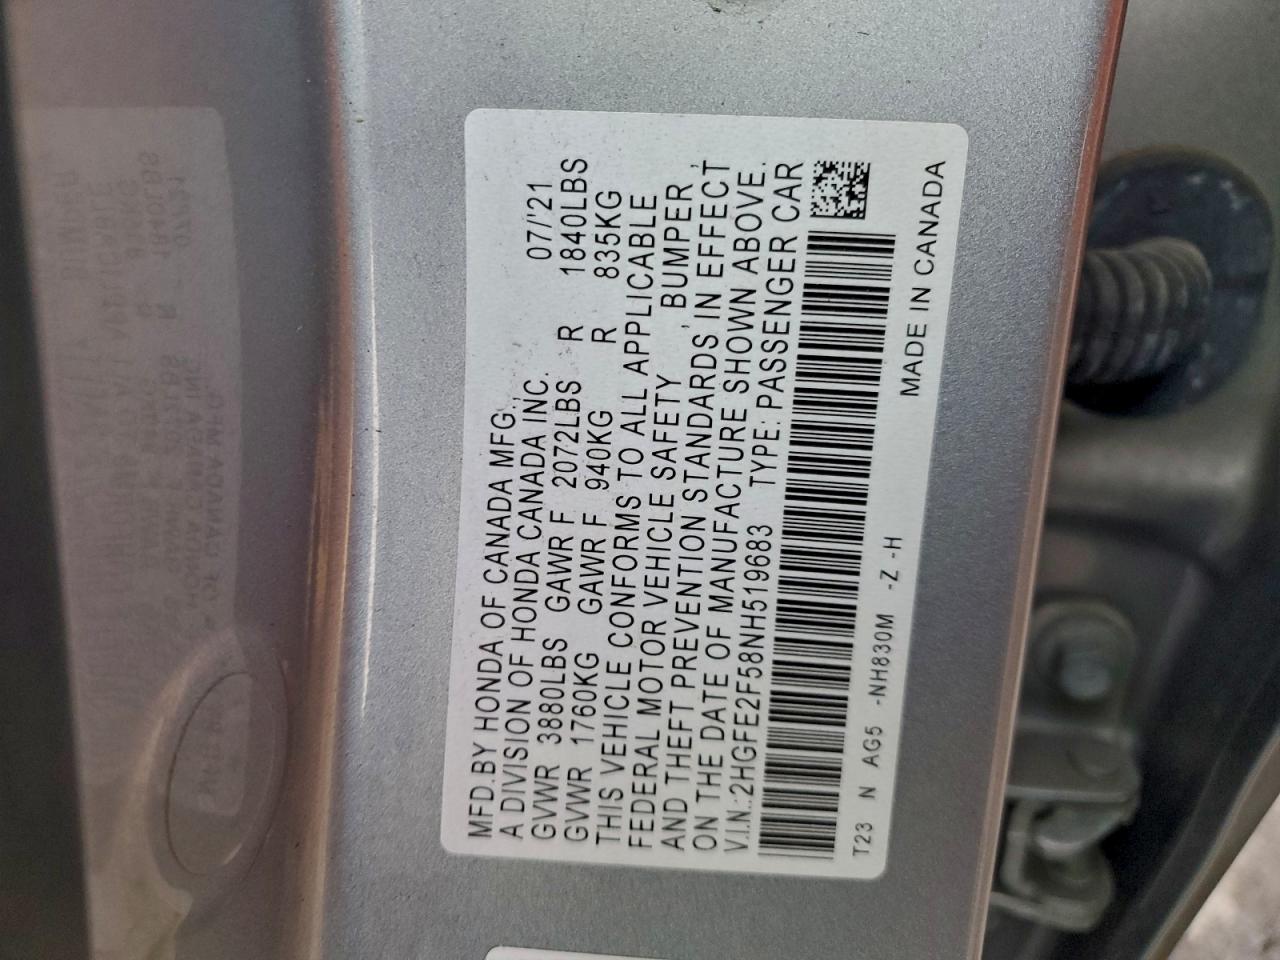 MFD.BY HONDA OF CANADA MFG.,
A DIVISION OF HONDA CANADA INC. 07/'21
GVWR 3880LBS GAWR F 2072LBS R 1840LBS
GVWR 1760KG GAWR F 940KG R 835KG
THIS VEHICLE CONFORMS TO ALL APPLICABLE
FEDERAL MOTOR VEHICLE SAFETY, BUMPER,
AND THEFT PREVENTION STANDARDS IN EFFECT
ON THE DATE OF MANUFACTURE SHOWN ABOVE.
V.I.N.:2HGFE2F58NH519683 TYPE:PASSENGER CAR
T23 N AG5 -NH830M -Z -H MADE IN CANADA